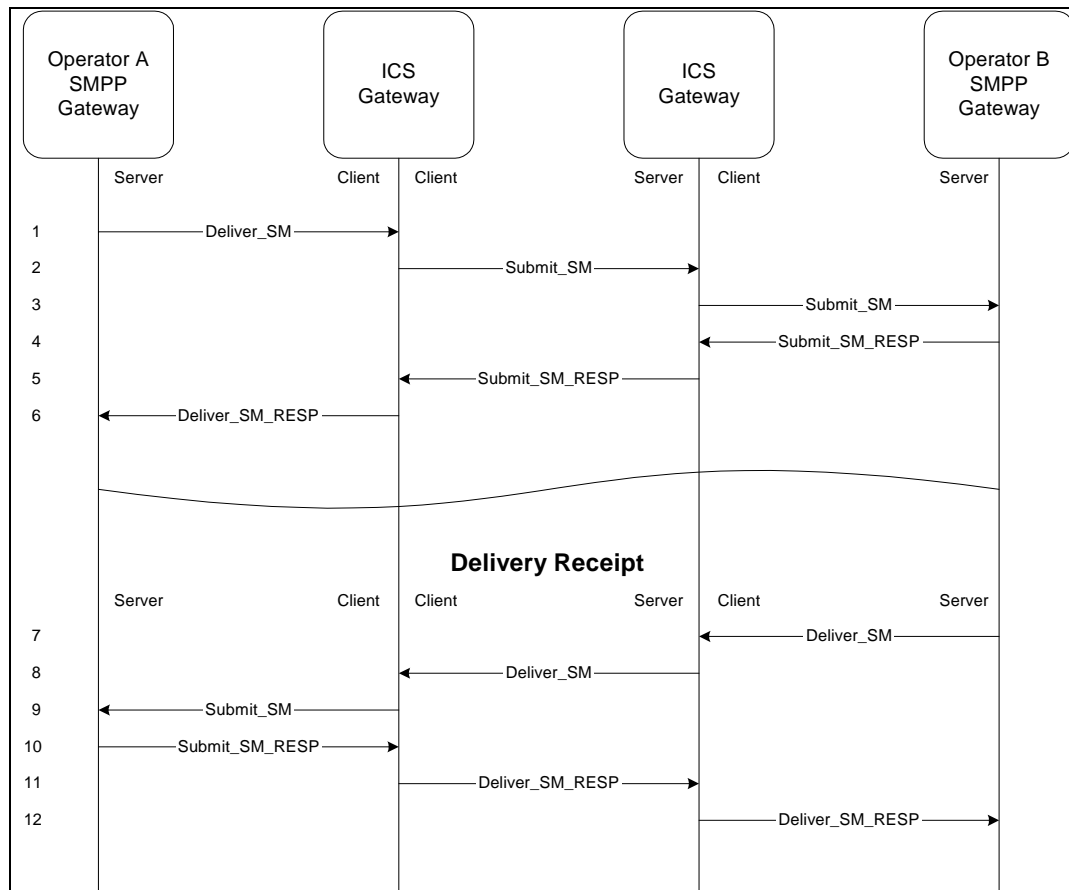 Operator A
SMPP
Gateway
ICS
Gateway
ICS
Gateway
Operator B
SMPP
Gateway
Server Client Client Server Client Server
1 Deliver_SM
2 Submit_SM
3 Submit_SM
4 Submit_SM_RESP
5 Submit_SM_RESP
6 Deliver_SM_RESP
Delivery Receipt
Server Client Client Server Client Server
7 Deliver_SM
8 Deliver_SM
9 Submit_SM
10 Submit_SM_RESP
11 Deliver_SM_RESP
12 Deliver_SM_RESP